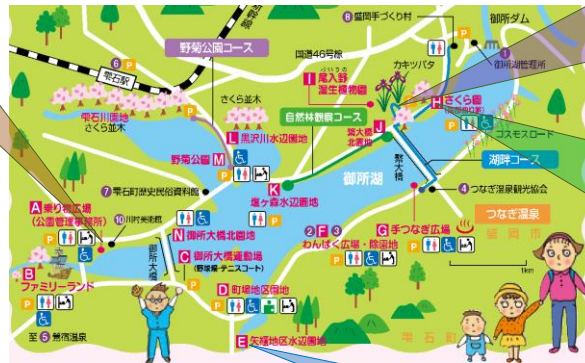 野菊公園コース
国道46号線
8 盛岡手づくり村
御所ダム
1 御所湖管理所
6
雫石駅
I 尾入野
湿生植物園
カキツバタ
さくら並木
雫石川園地
さくら並木
自然林観察コース
H さくら園
コスモスロード
L 黒沢川水辺園地
繋大橋
北園地
J
野菊公園 M
湖畔コース
繋大橋
御所湖
K
塩ヶ森水辺園地
7 雫石町歴史民俗資料館
4 つなぎ温泉観光協会
A 乗り物広場
(公園管理事務所)
10 川村美術館
N 御所大橋北園地
2 F 3
わんぱく広場・除園地
G 手つなぎ広場
つなぎ温泉
盛岡市
御所大橋
C 御所大橋運動場
(野球場・テニスコート)
B
ファミリーランド
D 町場地区園地
1km
至 5 鶯宿温泉
E 矢櫃地区水辺園地
雫石町